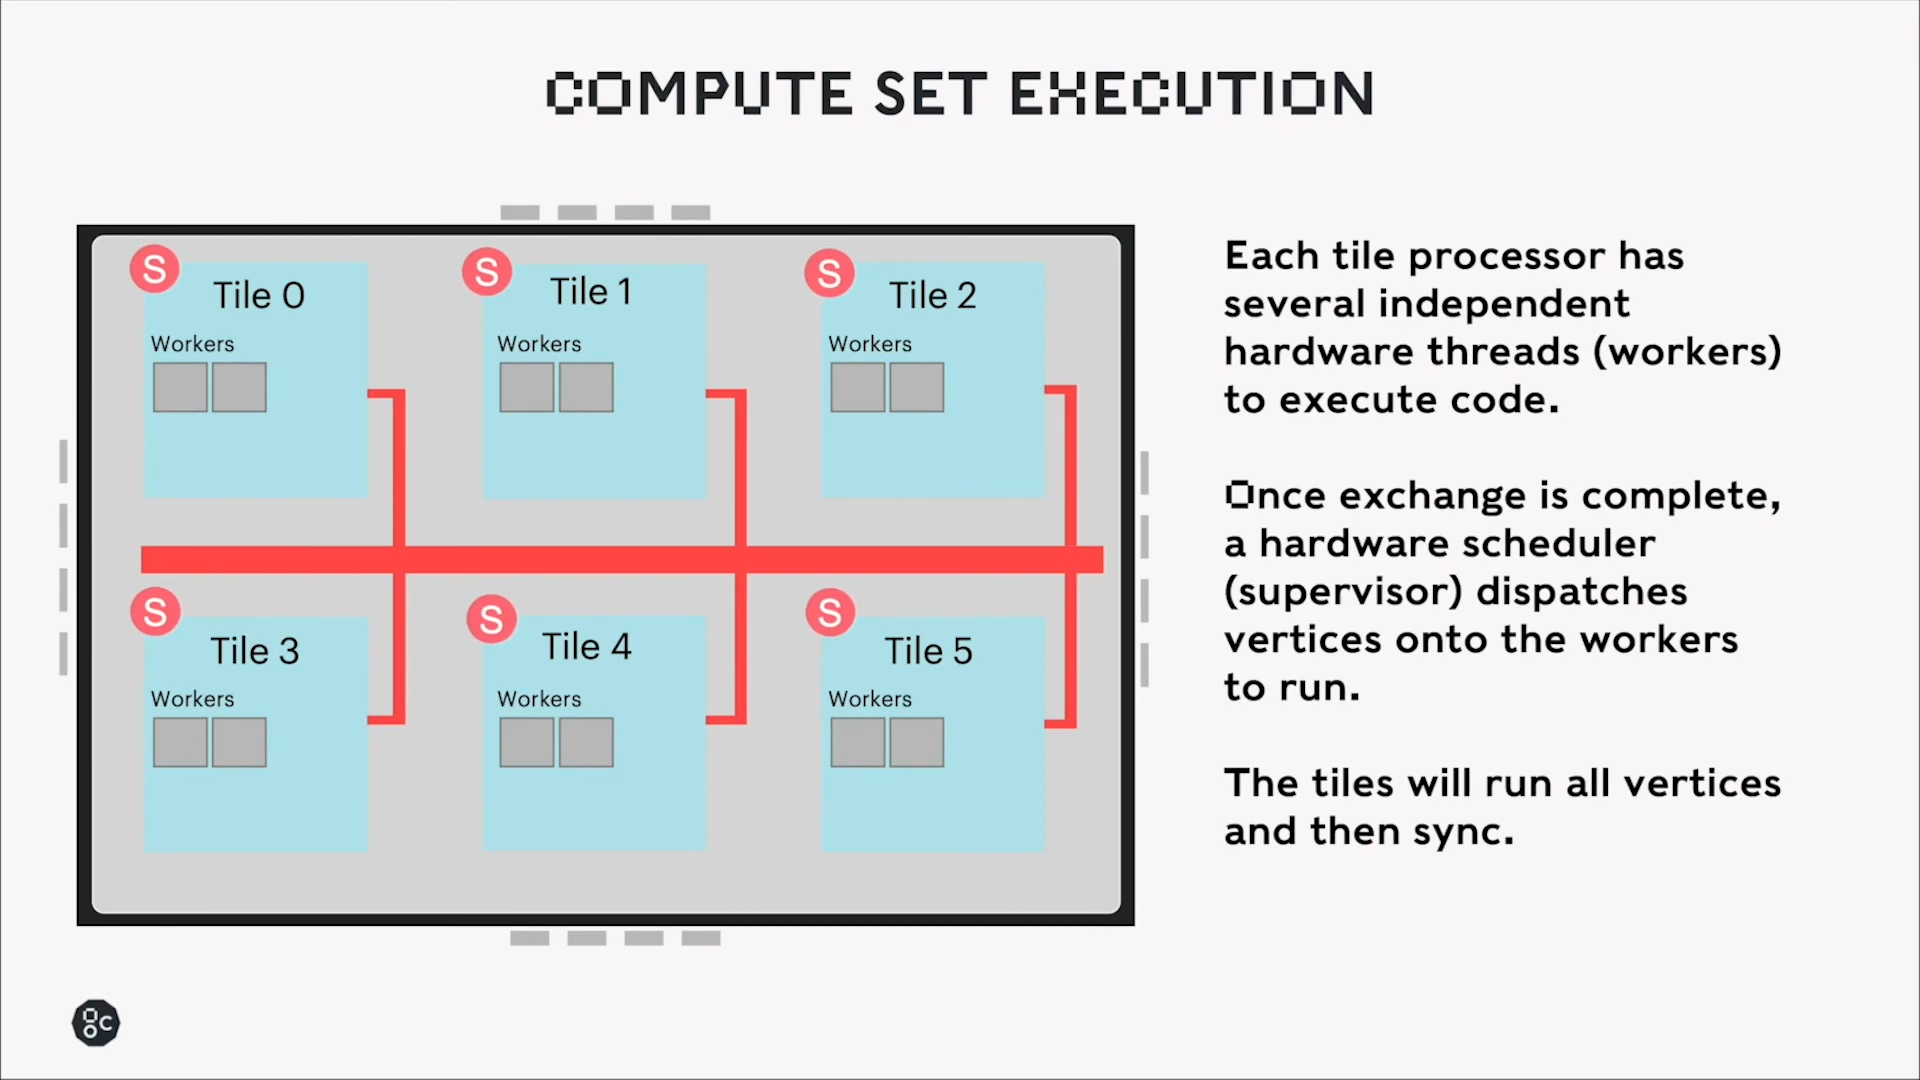 COMPUTE SET EXECUTION
S
Tile 0
Workers
S
Tile 1
Workers
S
Tile 2
Workers
S
Tile 3
Workers
S
Tile 4
Workers
S
Tile 5
Workers
Each tile processor has
several independent
hardware threads (workers)
to execute code.
Once exchange is complete,
a hardware scheduler
(supervisor) dispatches
vertices onto the workers
to run.
The tiles will run all vertices
and then sync.